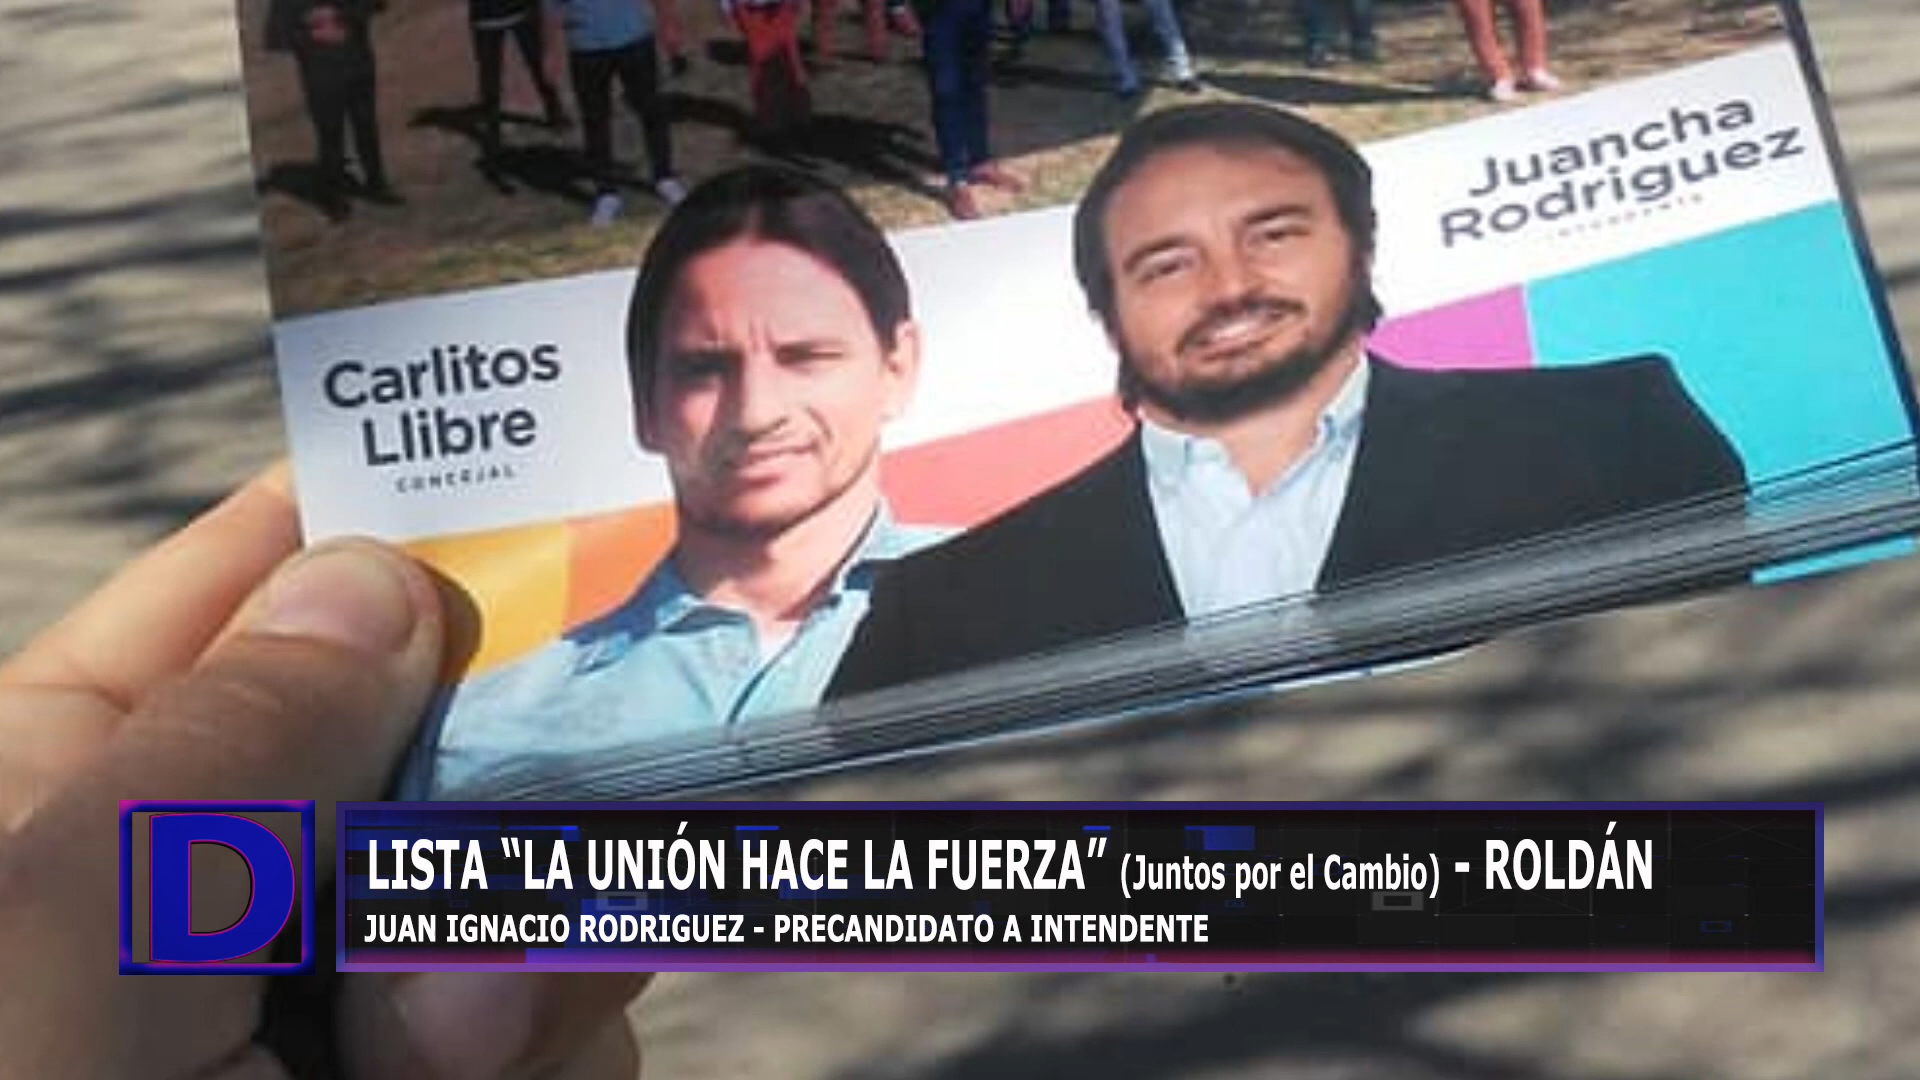 Juancha
Rodriguez
Carlitos
Llibre
CONCEJAL
D
LISTA “LA UNIÓN HACE LA FUERZA” (Juntos por el Cambio) - ROLDÁN
JUAN IGNACIO RODRIGUEZ - PRECANDIDATO A INTENDENTE